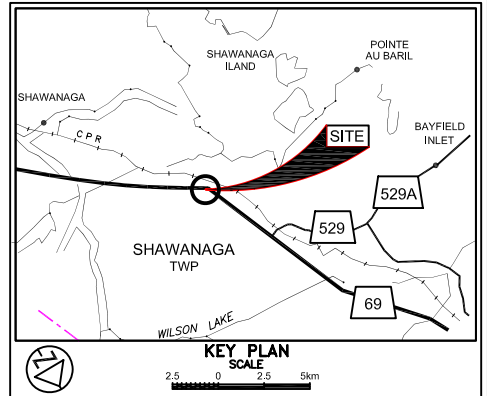 POINTE
AU BARIL
SHAWANAGA
ILAND
SHAWANAGA
CPR
SITE
BAYFIELD
INLET
529A
529
SHAWANAGA
TWP
69
WILSON LAKE
KEY PLAN
SCALE
2.5 0 2.5 5km
N